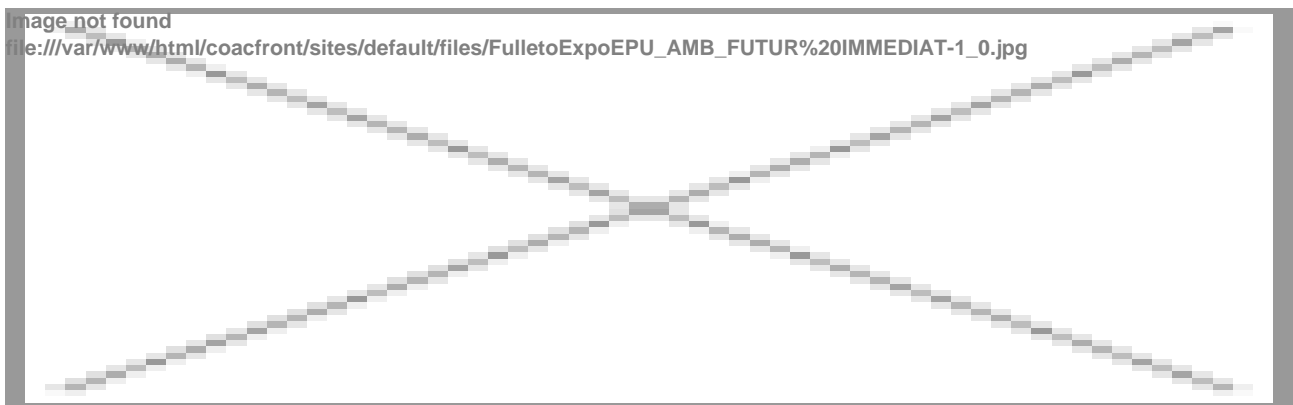 Image not found
file:///var/www/html/coacfront/sites/default/files/FulletoExpoEPU_AMB_FUTUR%20IMMEDIAT-1_0.jpg